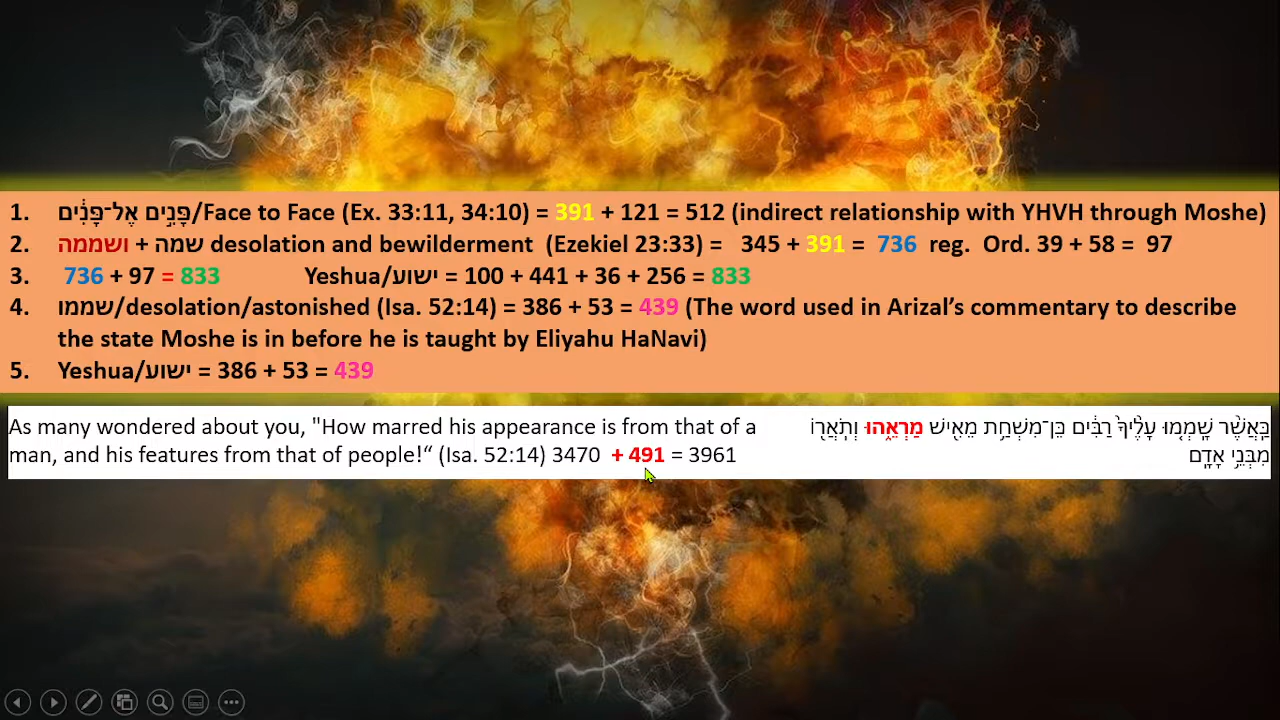 1. פָּנִ֣ים אֶל־פָּנִ֔ים/Face to Face (Ex. 33:11, 34:10) = 391 + 121 = 512 (indirect relationship with YHVH through Moshe)
2. ושממה + שמה desolation and bewilderment (Ezekiel 23:33) = 345 + 391 = 736 reg. Ord. 39 + 58 = 97
3. 736 + 97 = 833 Yeshua/ישוע = 100 + 441 + 36 + 256 = 833
4. שממו/desolation/astonished (Isa. 52:14) = 386 + 53 = 439 (The word used in Arizal’s commentary to describe
the state Moshe is in before he is taught by Eliyahu HaNavi)
5. Yeshua/ישוע = 386 + 53 = 439
As many wondered about you, "How marred his appearance is from that of a
man, and his features from that of people!“ (Isa. 52:14) 3470 + 491 = 3961
כַּאֲשֶׁ֨ר שָׁמְמ֤וּ עָלֶ֙יךָ֙ רַבִּ֔ים כֵּן־מִשְׁחַ֥ת מֵאִ֖ישׁ מַרְאֵ֑הוּ וְתֹאֲר֖וֹ
מִבְּנֵ֥י אָדָֽם